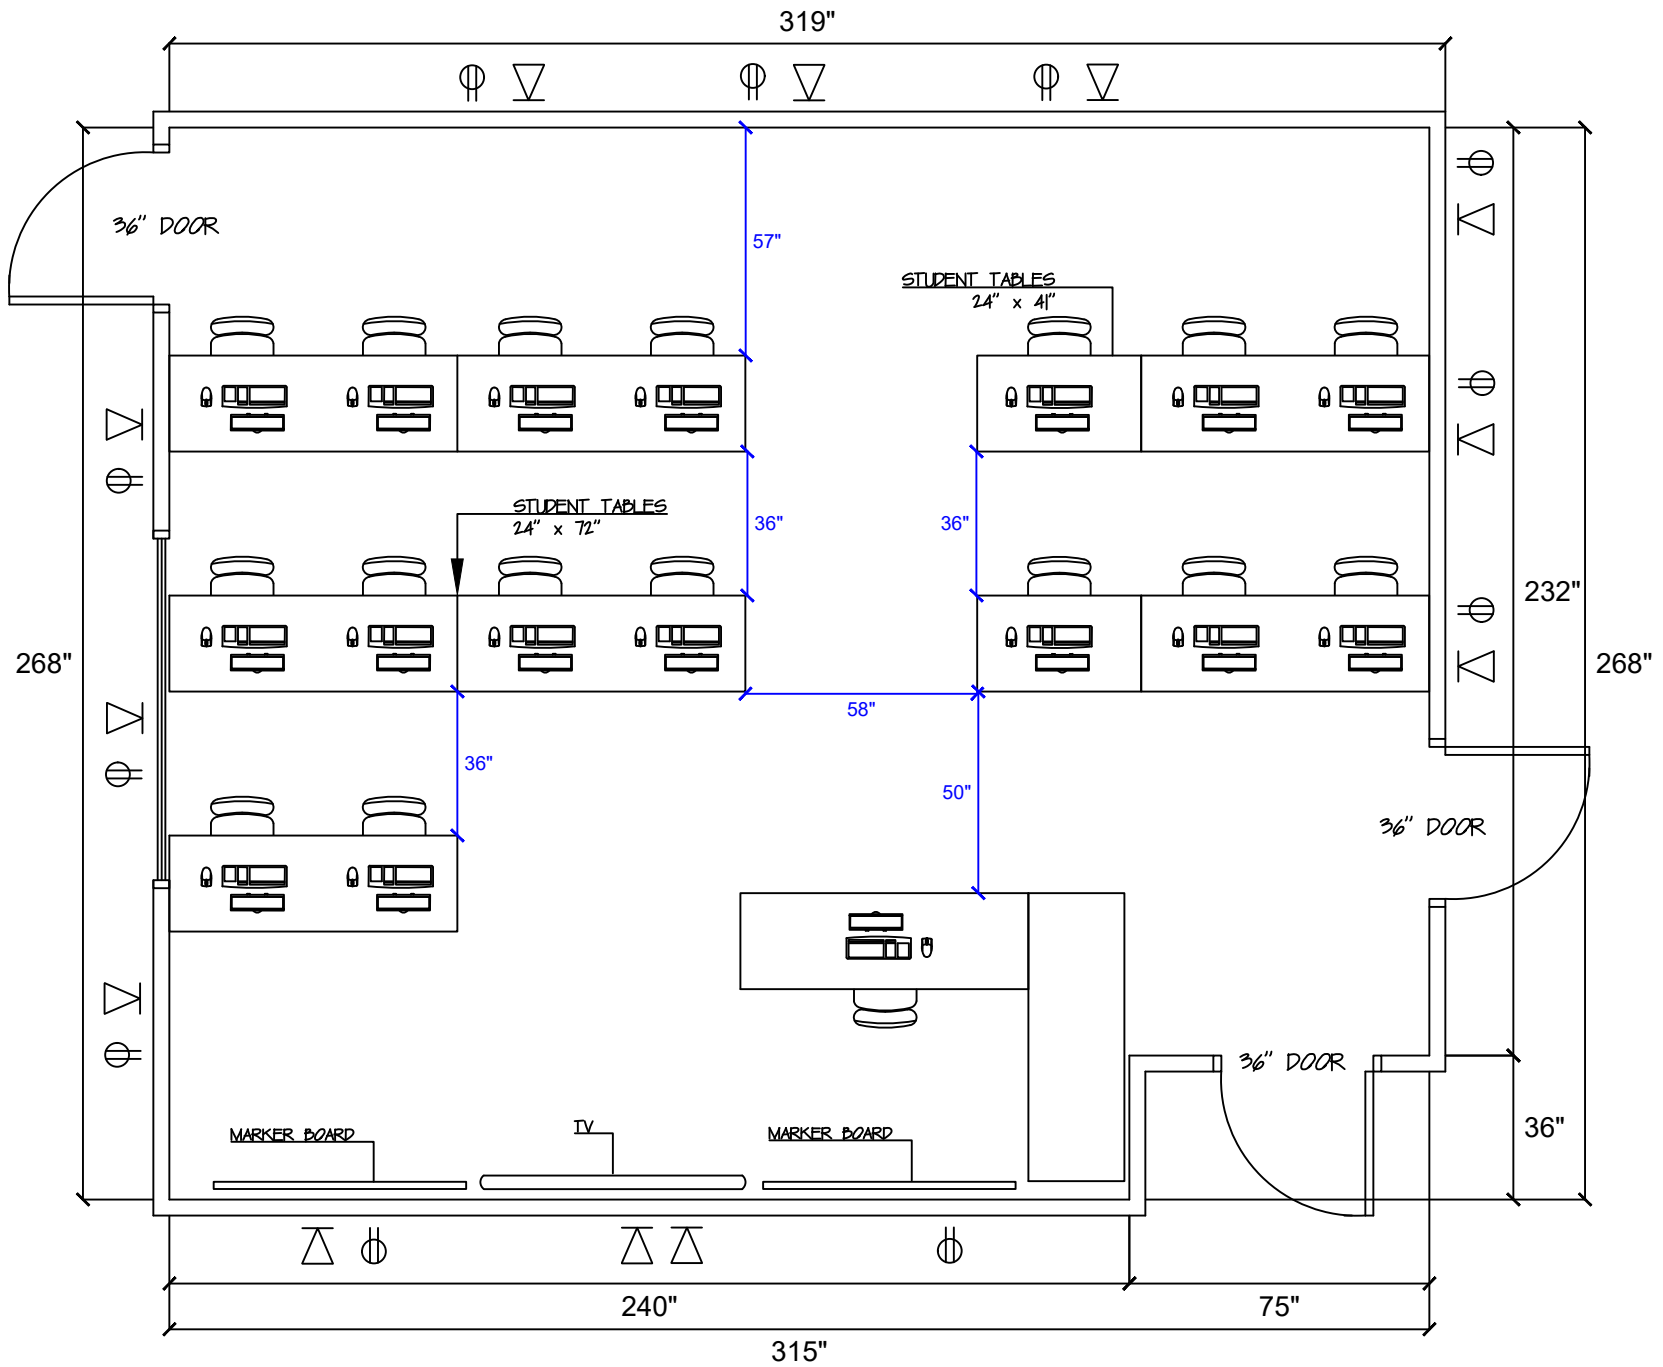 319"
36" DOOR
57"
STUDENT TABLES
24" x 41"
STUDENT TABLES
24" x 72"
36"
36"
232"
268"
268"
58"
36"
50"
36" DOOR
36" DOOR
MARKER BOARD
TV
MARKER BOARD
36"
240"
75"
315"